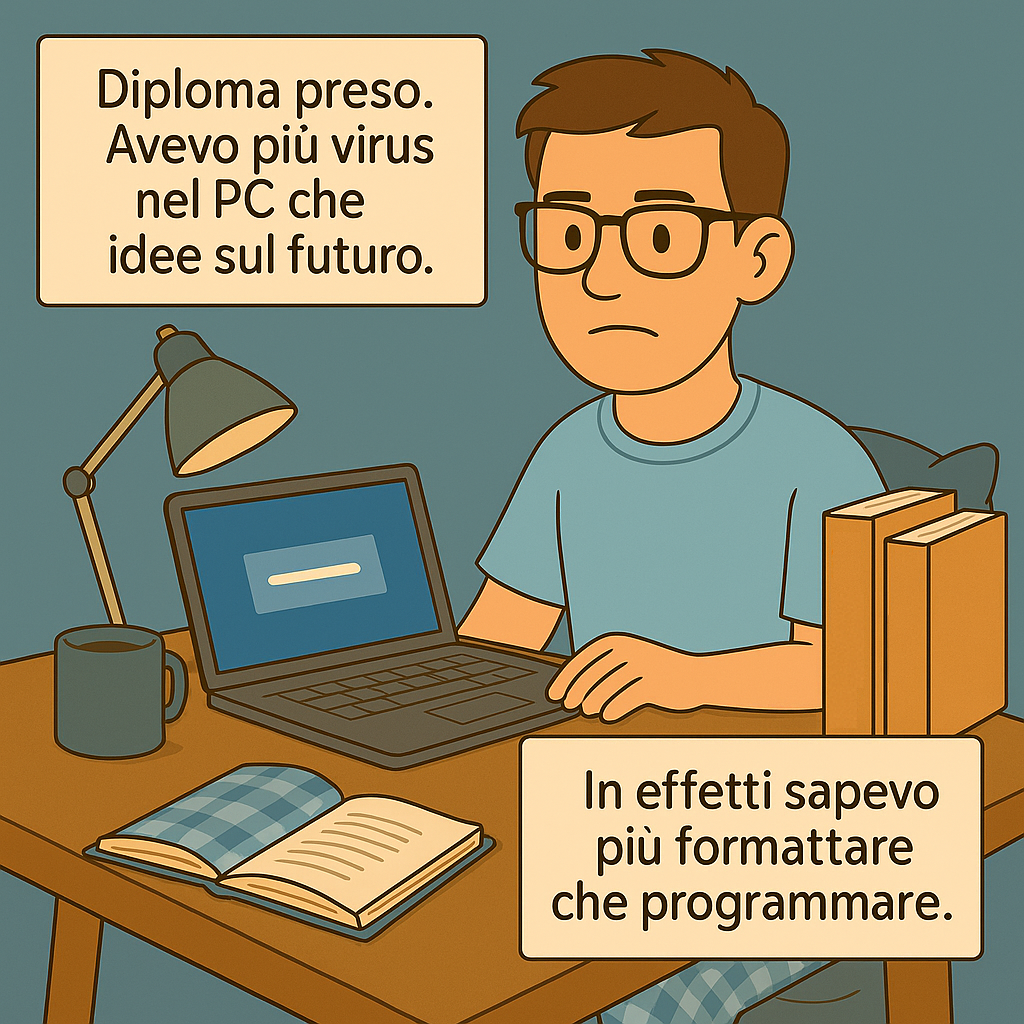 Diploma preso.
Avevo più virus
nel PC che
idee sul futuro.
In effetti sapevo
più formattare
che programmare.